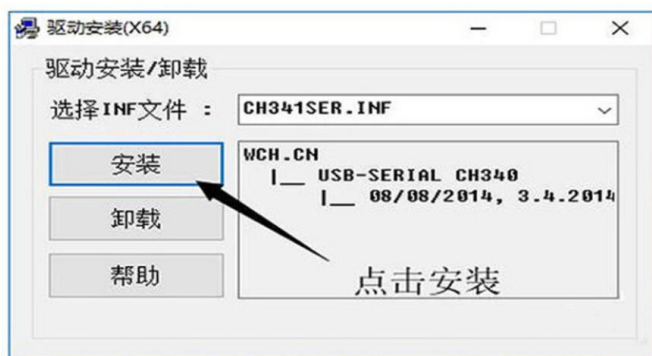 驱动安装(X64)
驱动安装/卸载
选择INF文件 :
CH341SER.INF
安装
WCH.CN
|__ USB-SERIAL CH340
|__ 08/08/2014, 3.4.2014
卸载
帮助
点击安装